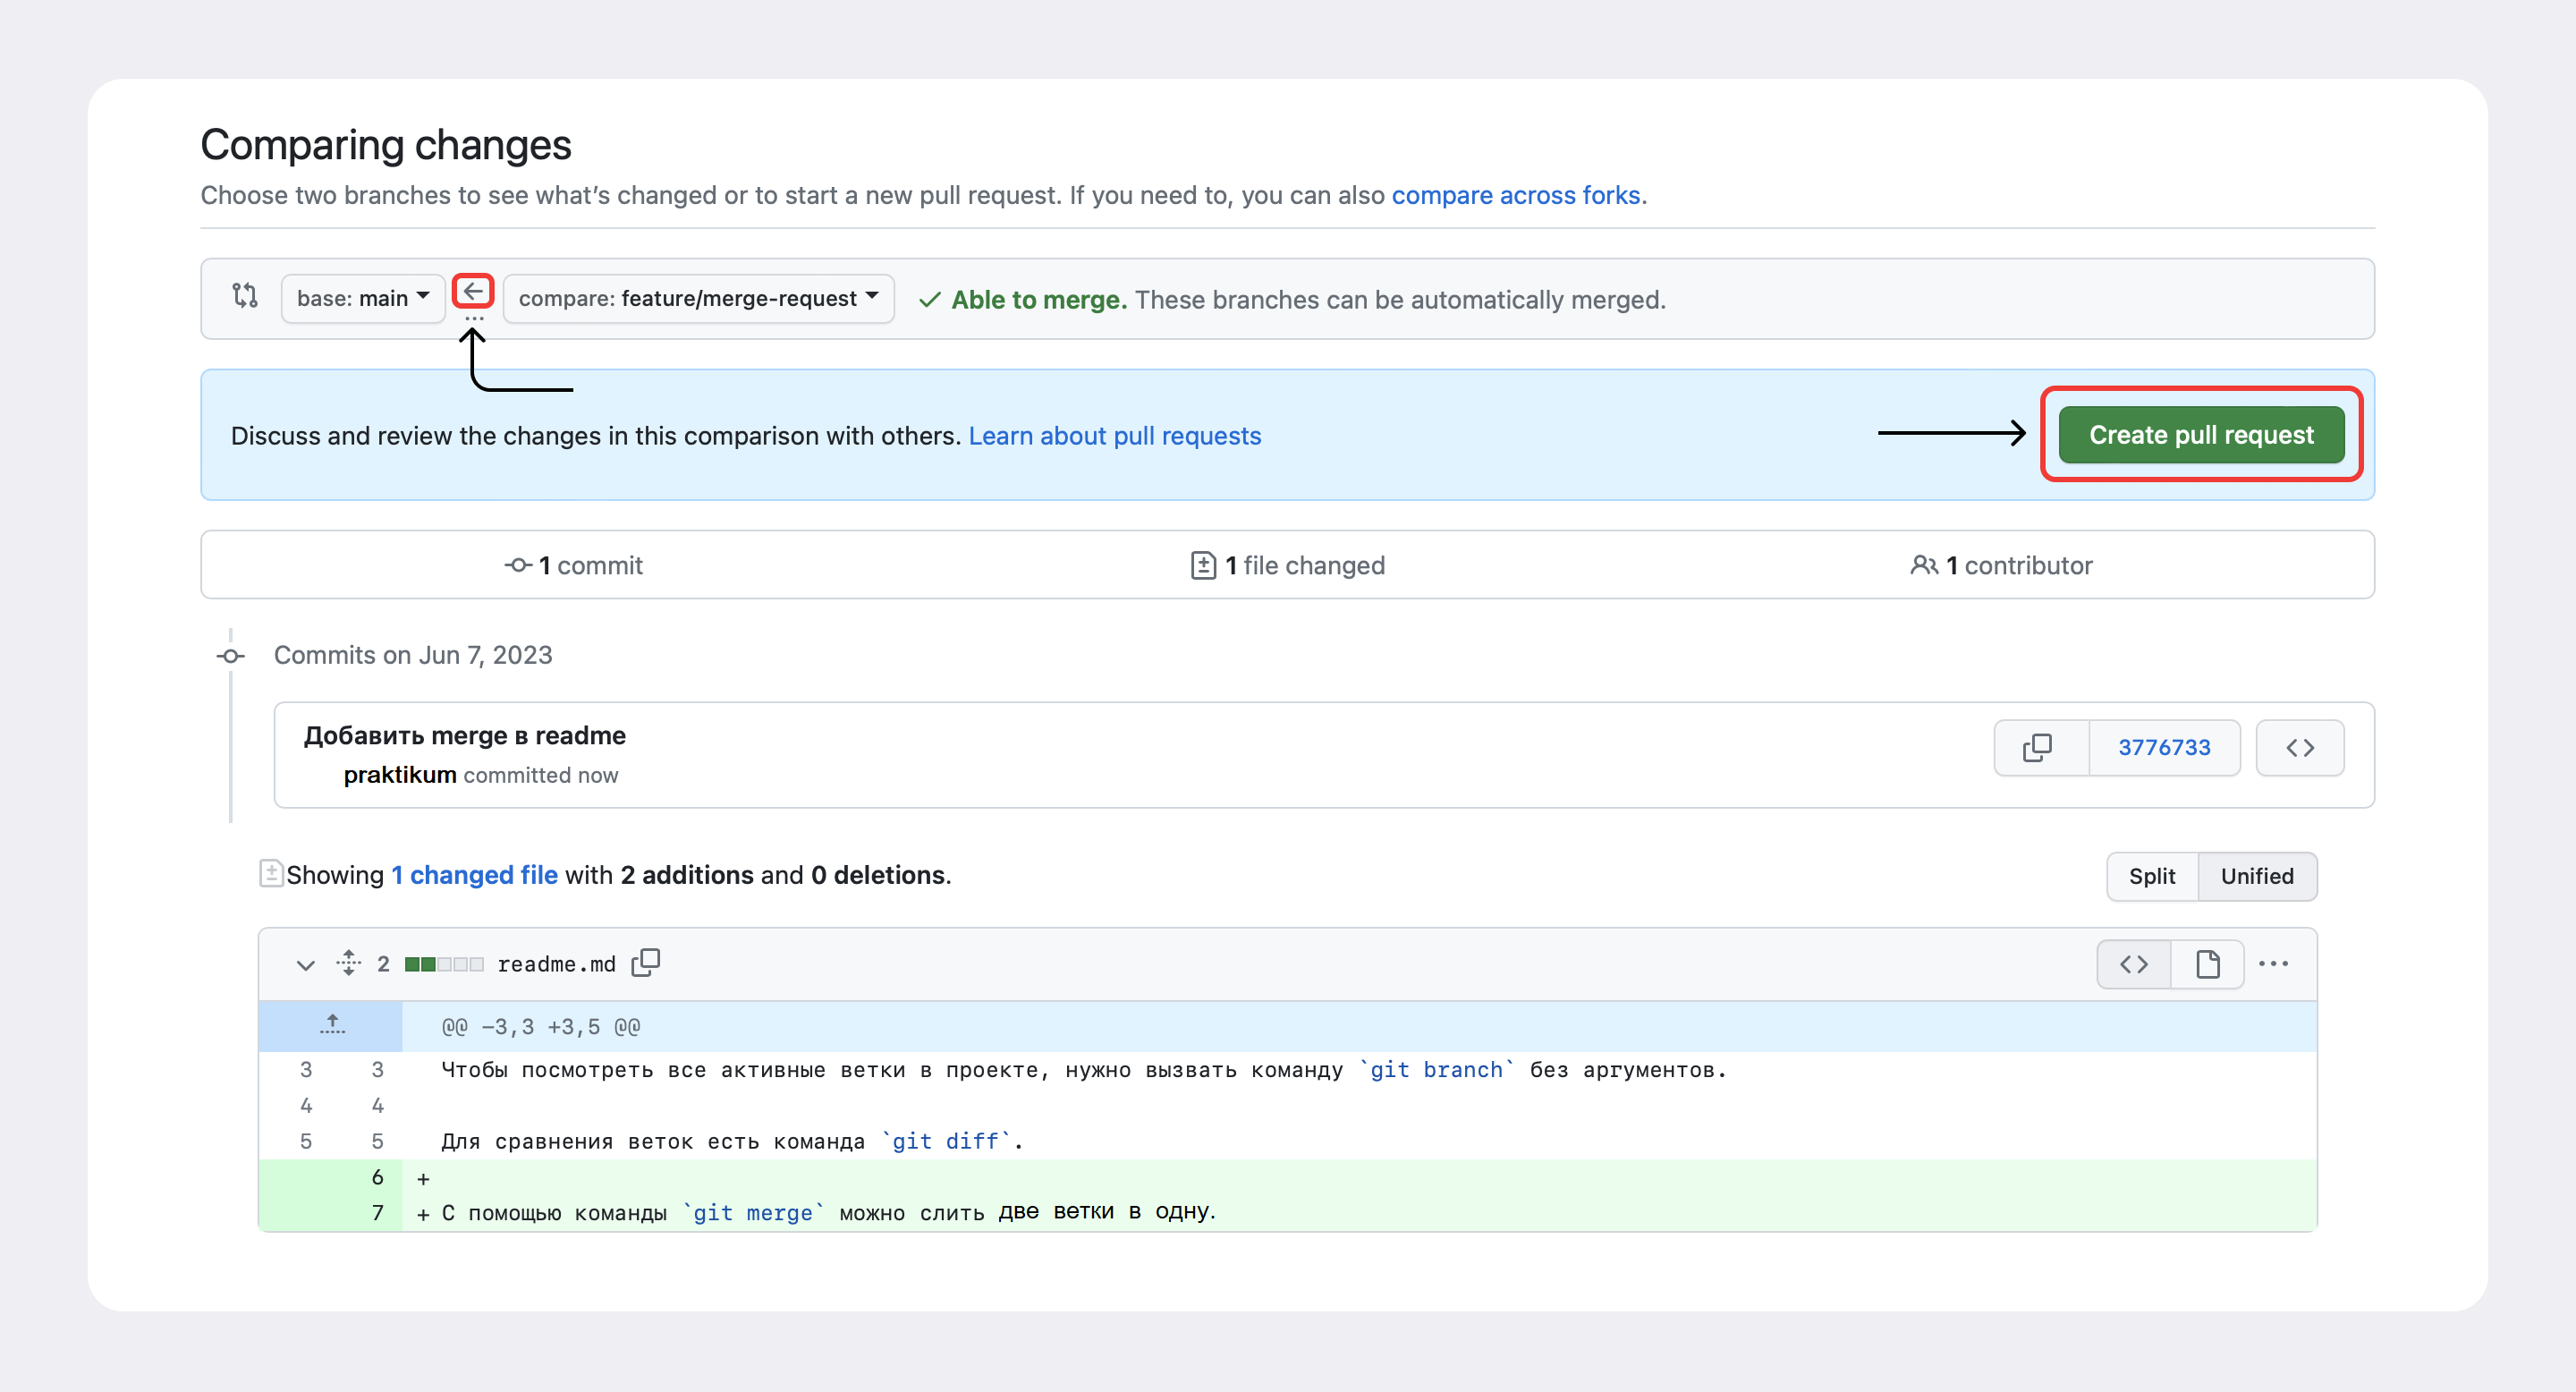 Comparing changes
Choose two branches to see what’s changed or to start a new pull request. If you need to, you can also compare across forks.
base: main ... compare: feature/merge-request Able to merge. These branches can be automatically merged.
Discuss and review the changes in this comparison with others. Learn about pull requests Create pull request
1 commit 1 file changed 1 contributor
Commits on Jun 7, 2023
Добавить merge в readme
3776733
praktikum committed now
Showing 1 changed file with 2 additions and 0 deletions. Split Unified
2 readme.md
@@ −3,3 +3,5 @@
3 3 Чтобы посмотреть все активные ветки в проекте, нужно вызвать команду `git branch` без аргументов.
4 4
5 5 Для сравнения веток есть команда `git diff`.
6 +
7 + С помощью команды `git merge` можно слить две ветки в одну.